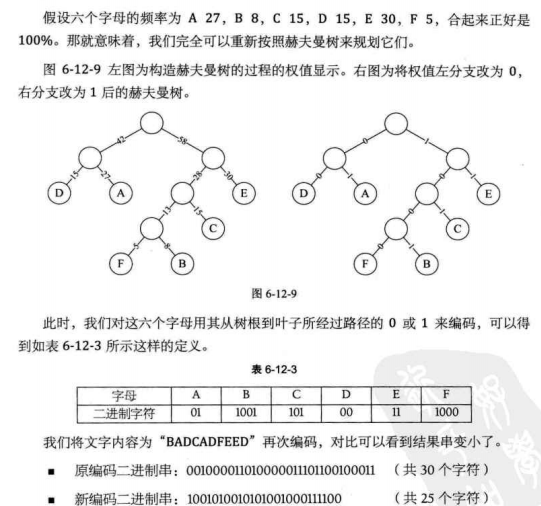 假设六个字母的频率为 A 27，B 8，C 15，D 15，E 30，F 5，合起来正好是
100%。那就意味着，我们完全可以重新按照赫夫曼树来规划它们。
图 6-12-9 左图为构造赫夫曼树的过程的权值显示。右图为将权值左分支改为 0，
右分支改为 1 后的赫夫曼树。
42 58 0 1
15 27 28 30 0 1 0 1
D A E D A E
13 15 0 1
C C
5 8 0 1
F B F B
图 6-12-9
此时，我们对这六个字母用其从树根到叶子所经过路径的 0 或 1 来编码，可以得
到如表 6-12-3 所示这样的定义。
表 6-12-3
字母 A B C D E F
二进制字符 01 1001 101 00 11 1000
我们将文字内容为“BADCADFEED”再次编码，对比可以看到结果串变小了。
■ 原编码二进制串：001000011010000011101100100011 （共 30 个字符）
■ 新编码二进制串：1001010010101001000111100 （共 25 个字符）